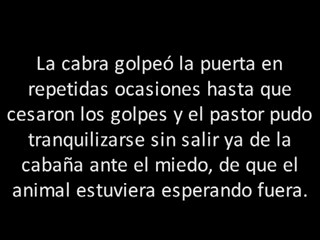 La cabra golpeó la puerta en
repetidas ocasiones hasta que
cesaron los golpes y el pastor pudo
tranquilizarse sin salir ya de la
cabaña ante el miedo, de que el
animal estuviera esperando fuera.